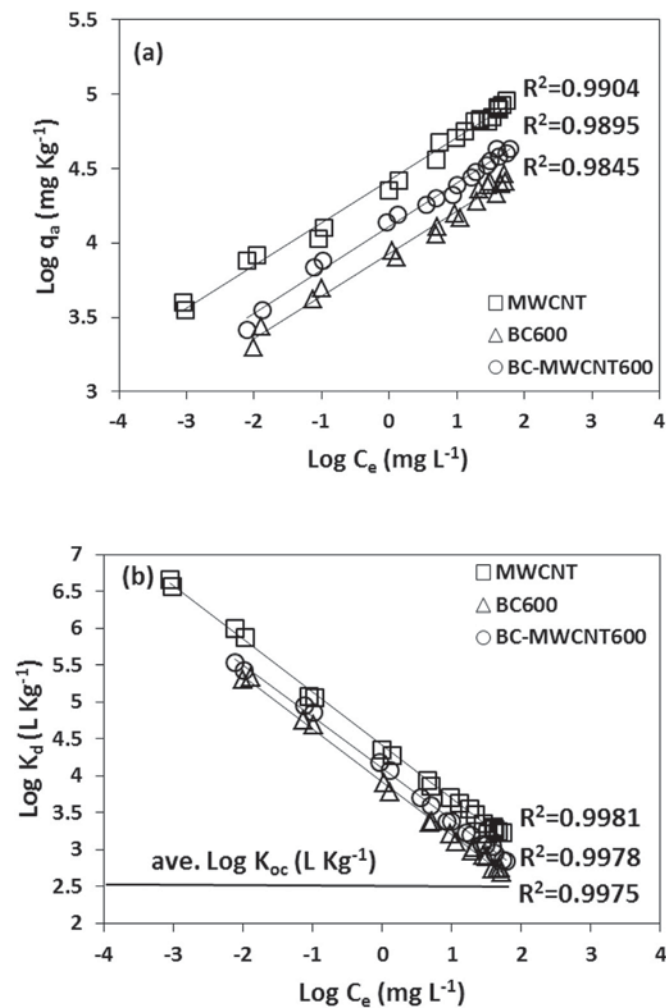 (a)
5.5
5
4.5
4
3.5
3
Log qa (mg Kg-1)
R²=0.9904
R²=0.9895
R²=0.9845
MWCNT
BC600
BC-MWCNT600
-4 -3 -2 -1 0 1 2 3 4
Log Ce (mg L-1)
(b)
7
6.5
6
5.5
5
4.5
4
3.5
3
2.5
2
Log Kd (L Kg-1)
MWCNT
BC600
BC-MWCNT600
R²=0.9981
R²=0.9978
R²=0.9975
ave. Log Koc (L Kg-1)
-4 -3 -2 -1 0 1 2 3 4
Log Ce (mg L-1)